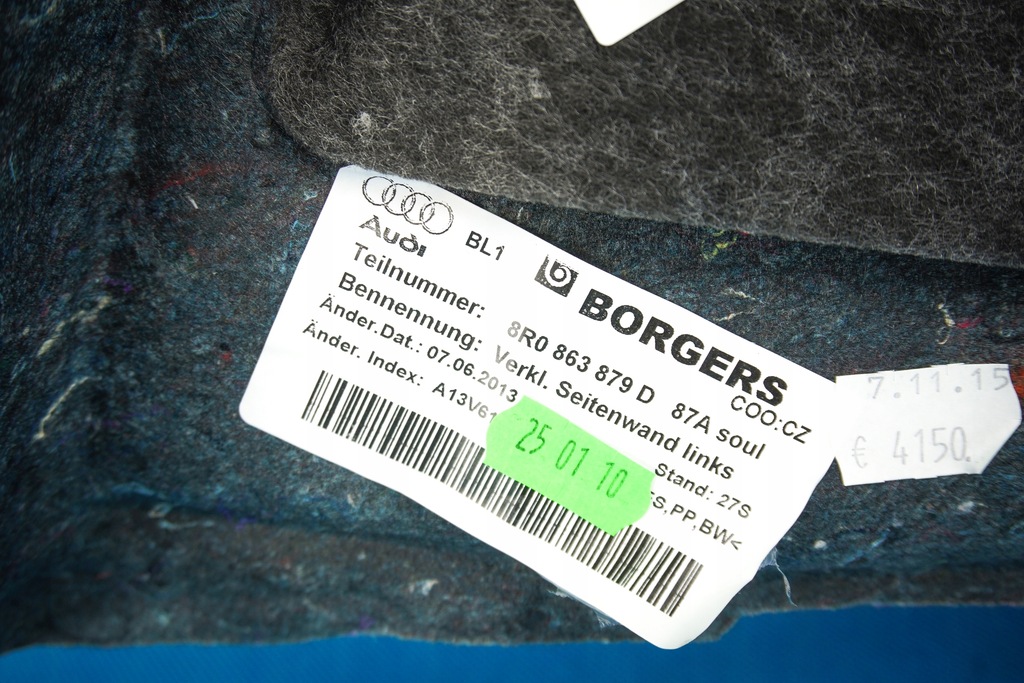 Audi BL1
BORGERS
COO:CZ
Teilnummer: 8R0 863 879 D 87A soul
Bennennung: Verkl. Seitenwand links
Änder.Dat.: 07.06.2013 Stand: 27S
Änder. Index: A13V61 ,PP,BW<
25 01 10
7.11.15
€ 4150.